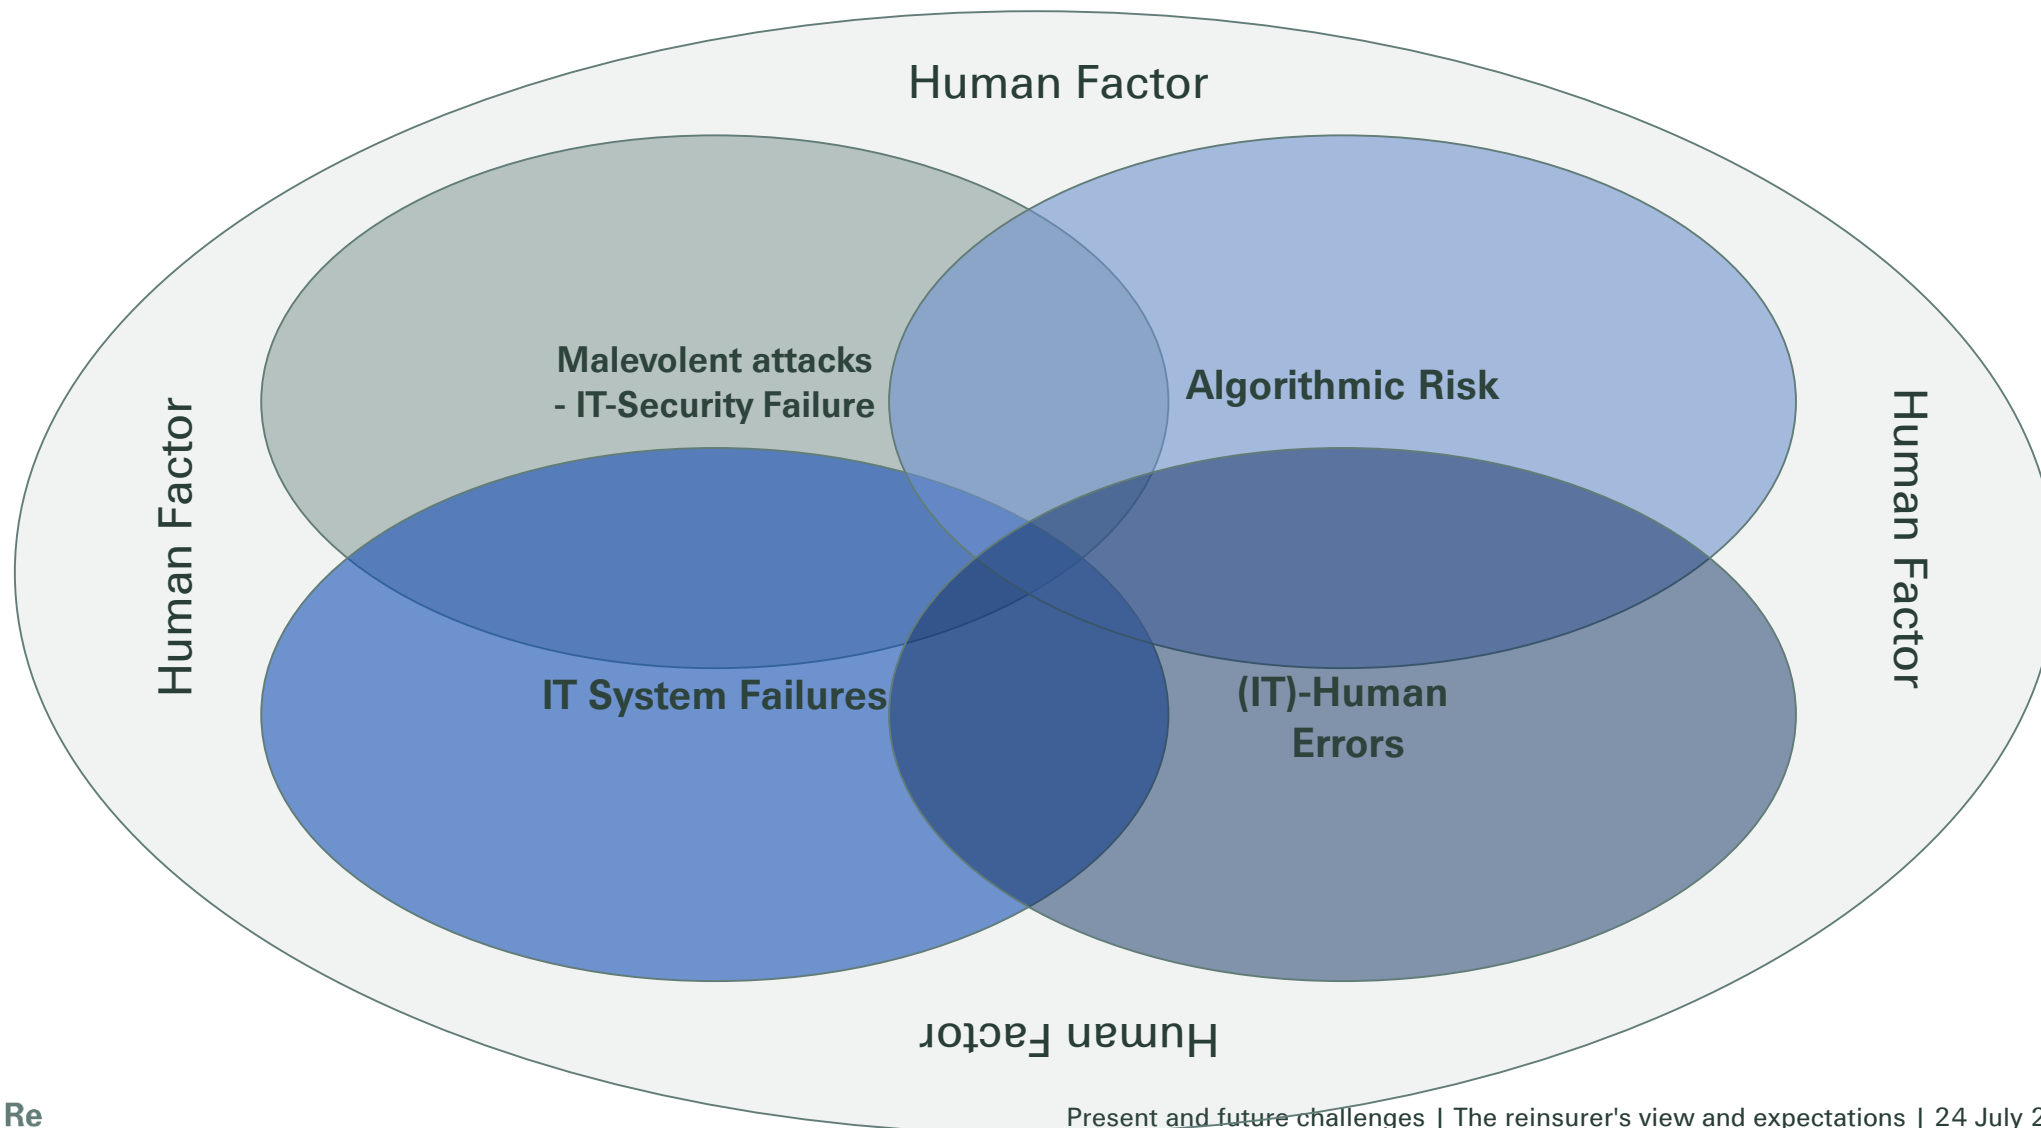 Human Factor
Malevolent attacks
- IT-Security Failure
Algorithmic Risk
Human Factor
Human Factor
IT System Failures
(IT)-Human
Errors
Human Factor
Re
Present and future challenges | The reinsurer's view and expectations | 24 July 2